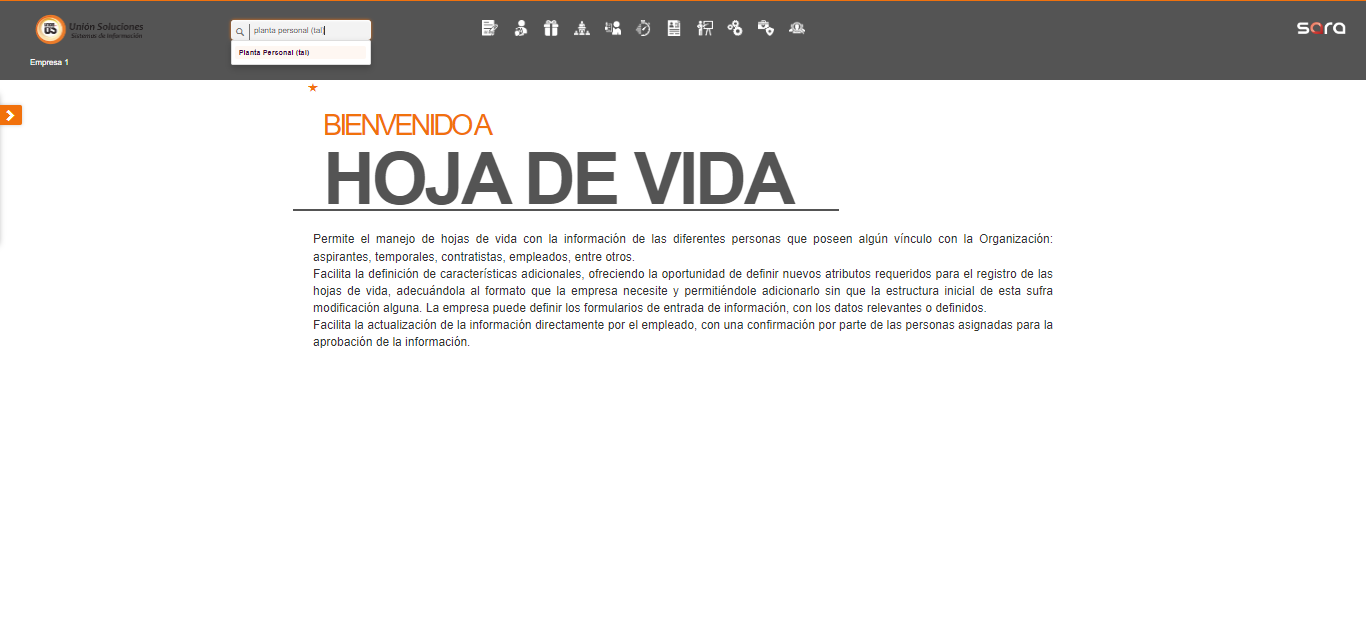 Unión Soluciones
Sistemas de Información
planta personal (tal)
Planta Personal (tal)
sora
Empresa 1
BIENVENIDO A
HOJA DE VIDA
Permite el manejo de hojas de vida con la información de las diferentes personas que poseen algún vínculo con la Organización:
aspirantes, temporales, contratistas, empleados, entre otros.
Facilita la definición de características adicionales, ofreciendo la oportunidad de definir nuevos atributos requeridos para el registro de las
hojas de vida, adecuándola al formato que la empresa necesite y permitiéndole adicionarlo sin que la estructura inicial de esta sufra
modificación alguna. La empresa puede definir los formularios de entrada de información, con los datos relevantes o definidos.
Facilita la actualización de la información directamente por el empleado, con una confirmación por parte de las personas asignadas para la
aprobación de la información.